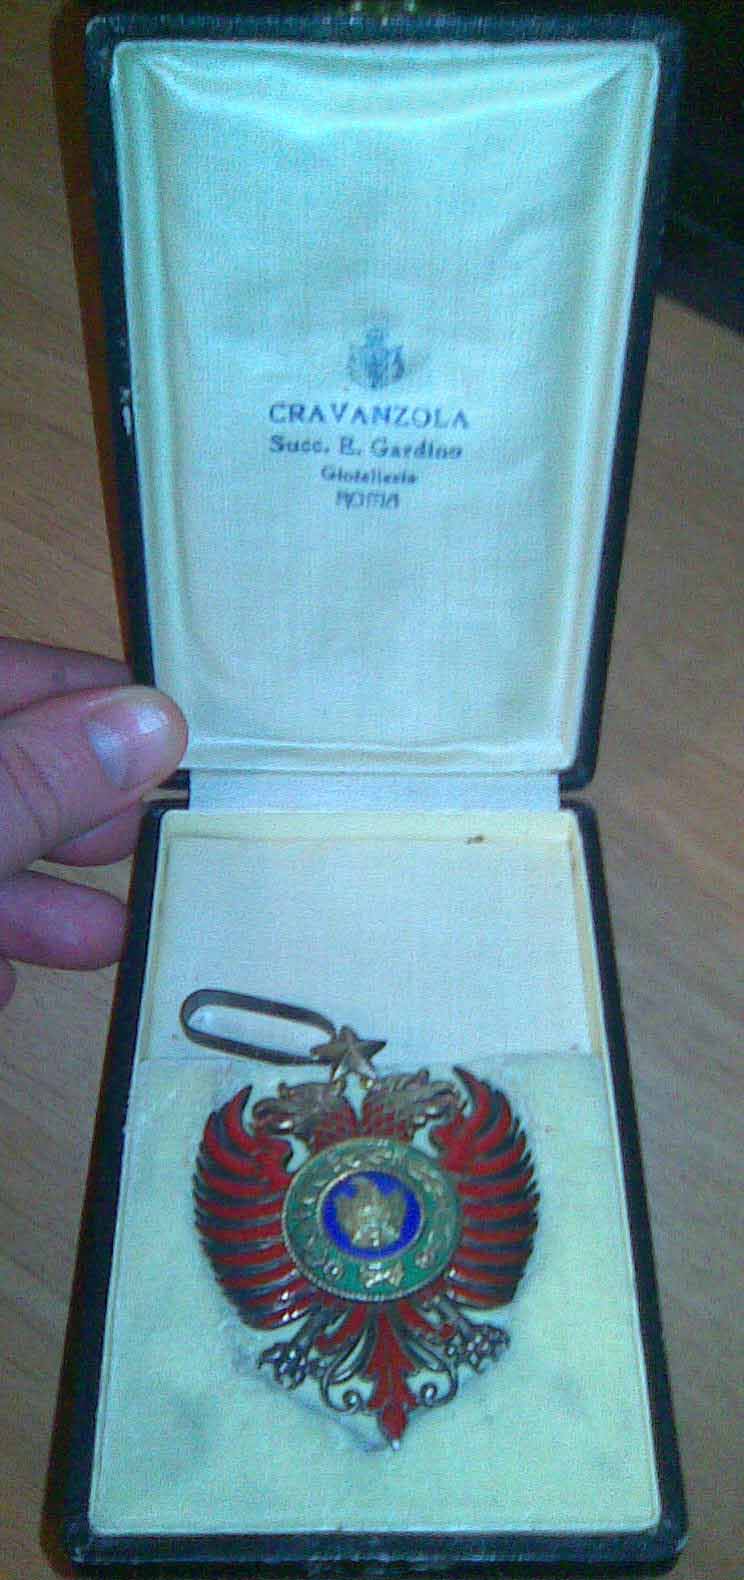 CRAVANZOLA
Succ. E. Gardino
Gioielleria
ROMA